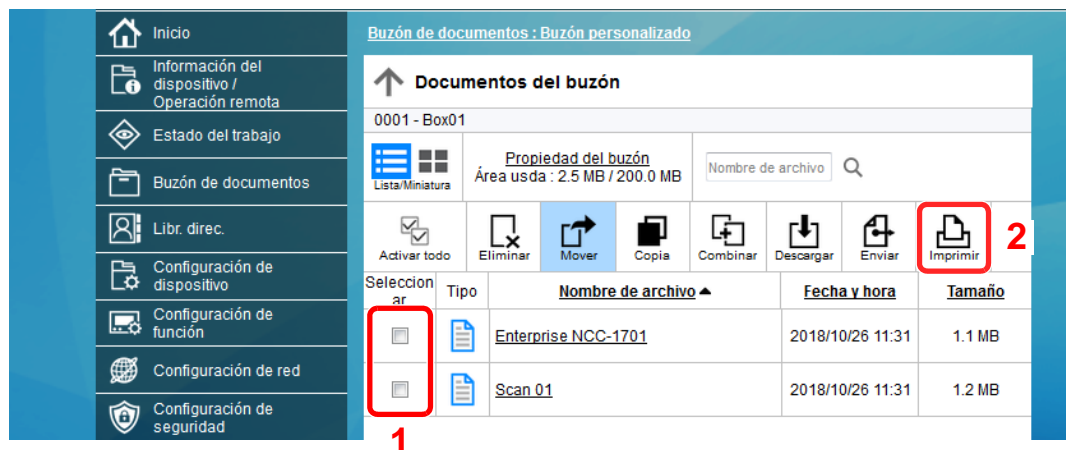 Inicio
Información del
dispositivo /
Operación remota
Estado del trabajo
Buzón de documentos
Libr. direc.
Configuración de
dispositivo
Configuración de
función
Configuración de red
Configuración de
seguridad
Buzón de documentos : Buzón personalizado
Documentos del buzón
0001 - Box01
Lista/Miniatura
Propiedad del buzón
Área usda : 2.5 MB / 200.0 MB
Nombre de archivo
Activar todo Eliminar Mover Copia Combinar Descargar Enviar Imprimir 2
Seleccion
ar Tipo Nombre de archivo Fecha y hora Tamaño
Enterprise NCC-1701 2018/10/26 11:31 1.1 MB
Scan 01 2018/10/26 11:31 1.2 MB
1